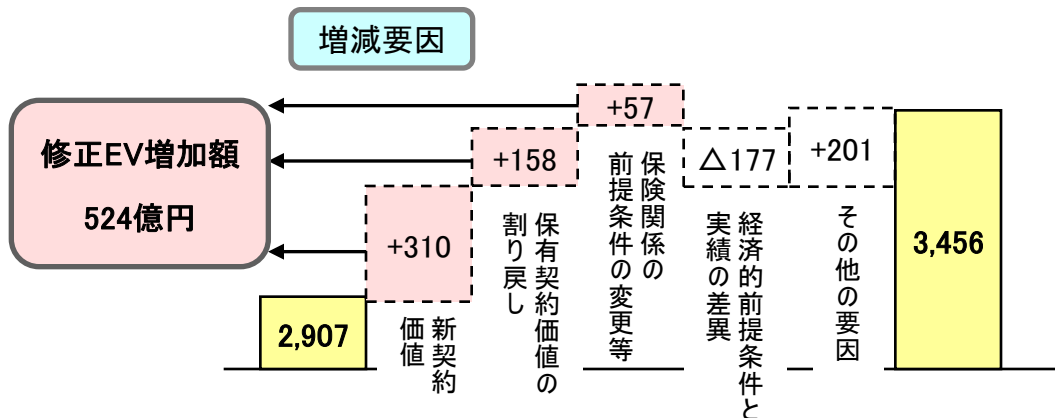 増減要因
修正EV増加額
524億円
2,907
+310
新契約
価値
+158
保有契約価値の
割り戻し
+57
保険関係の
前提条件の変更等
△177
経済的前提条件と
実績の差異
+201
その他の要因
3,456